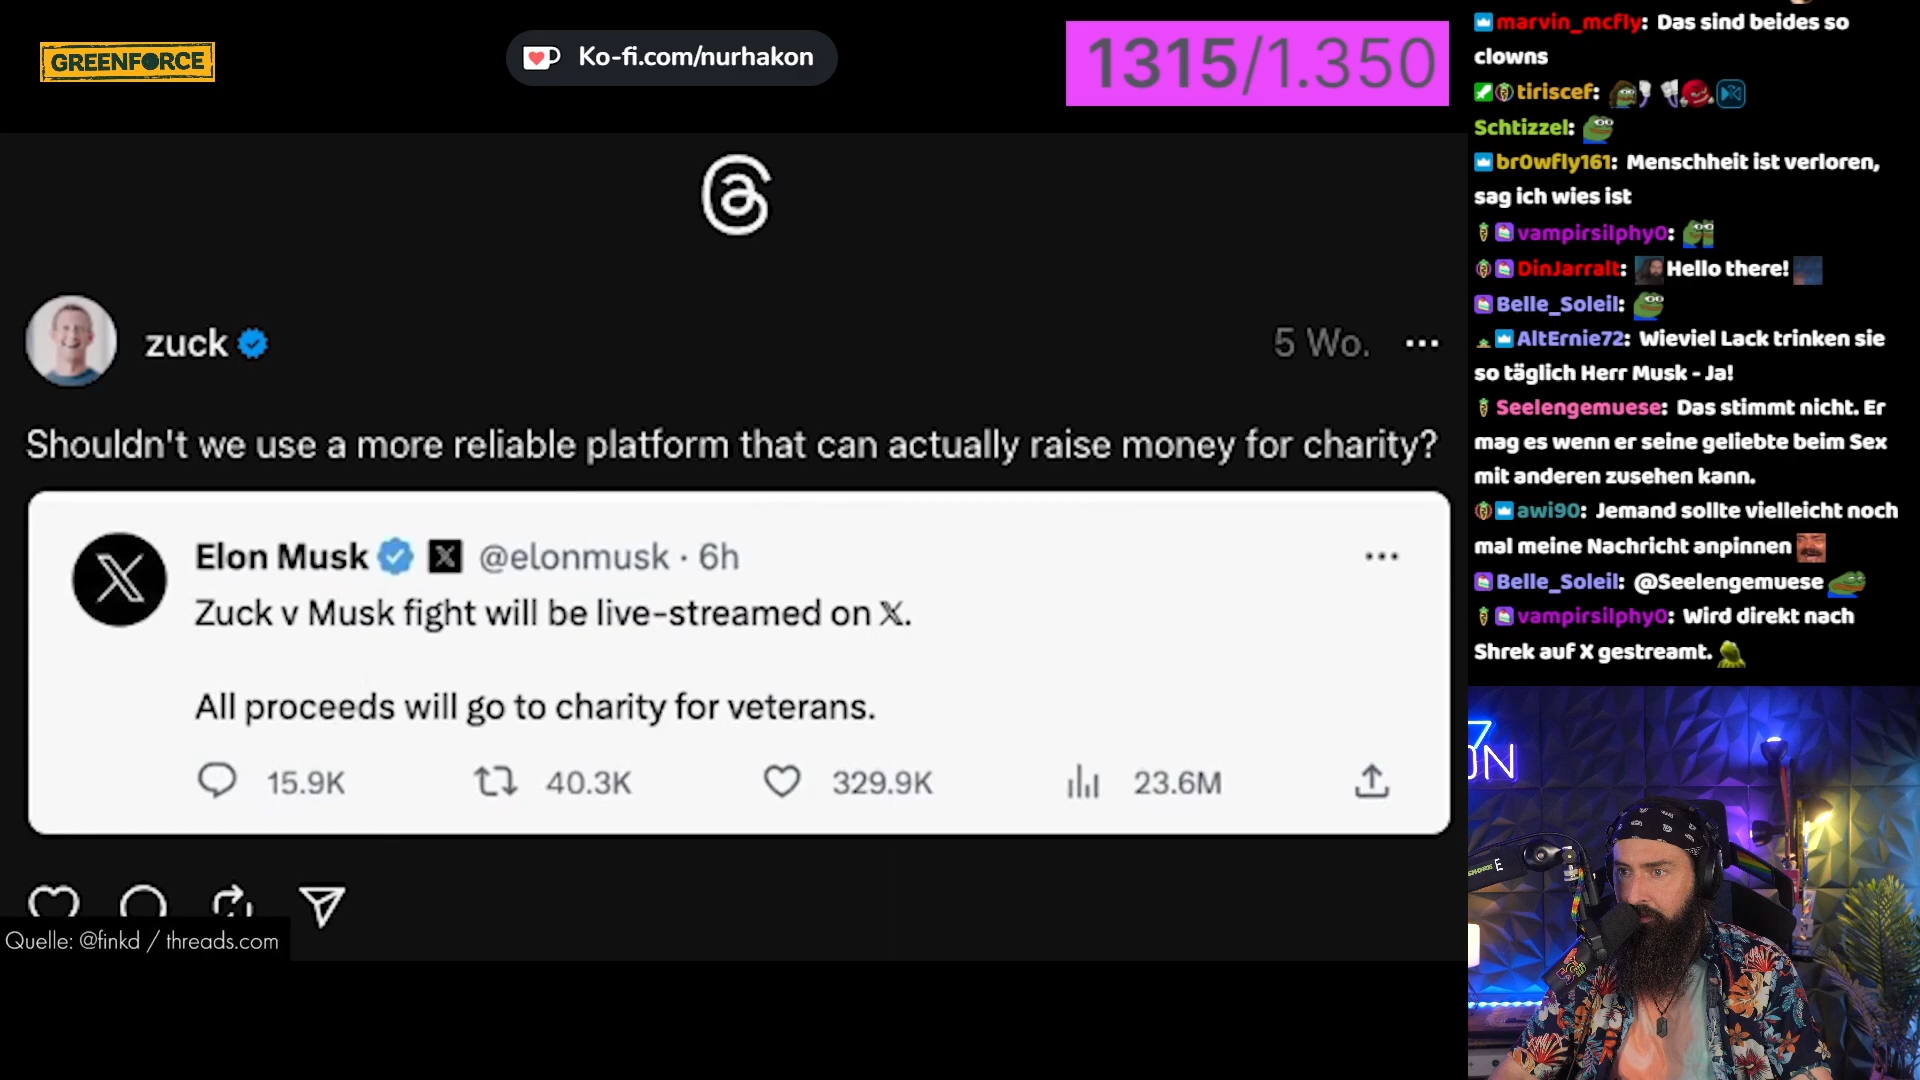 GREENFORCE
Ko-fi.com/nurhakon
1315/1.350
zuck
5 Wo.
Shouldn't we use a more reliable platform that can actually raise money for charity?
Elon Musk X @elonmusk · 6h
Zuck v Musk fight will be live-streamed on 𝕏.
All proceeds will go to charity for veterans.
15.9K 40.3K 329.9K 23.6M
Quelle: @finkd / threads.com
marvin_mcfly: Das sind beides so
clowns
tiriscef:
Schtizzel:
br0wfly161: Menschheit ist verloren,
sag ich wies ist
vampirsilphy0:
DinJarralt: Hello there!
Belle_Soleil:
AltErnie72: Wieviel Lack trinken sie
so täglich Herr Musk - Ja!
Seelengemuese: Das stimmt nicht. Er
mag es wenn er seine geliebte beim Sex
mit anderen zusehen kann.
awi90: Jemand sollte vielleicht noch
mal meine Nachricht anpinnen
Belle_Soleil: @Seelengemuese
vampirsilphy0: Wird direkt nach
Shrek auf X gestreamt.
ON